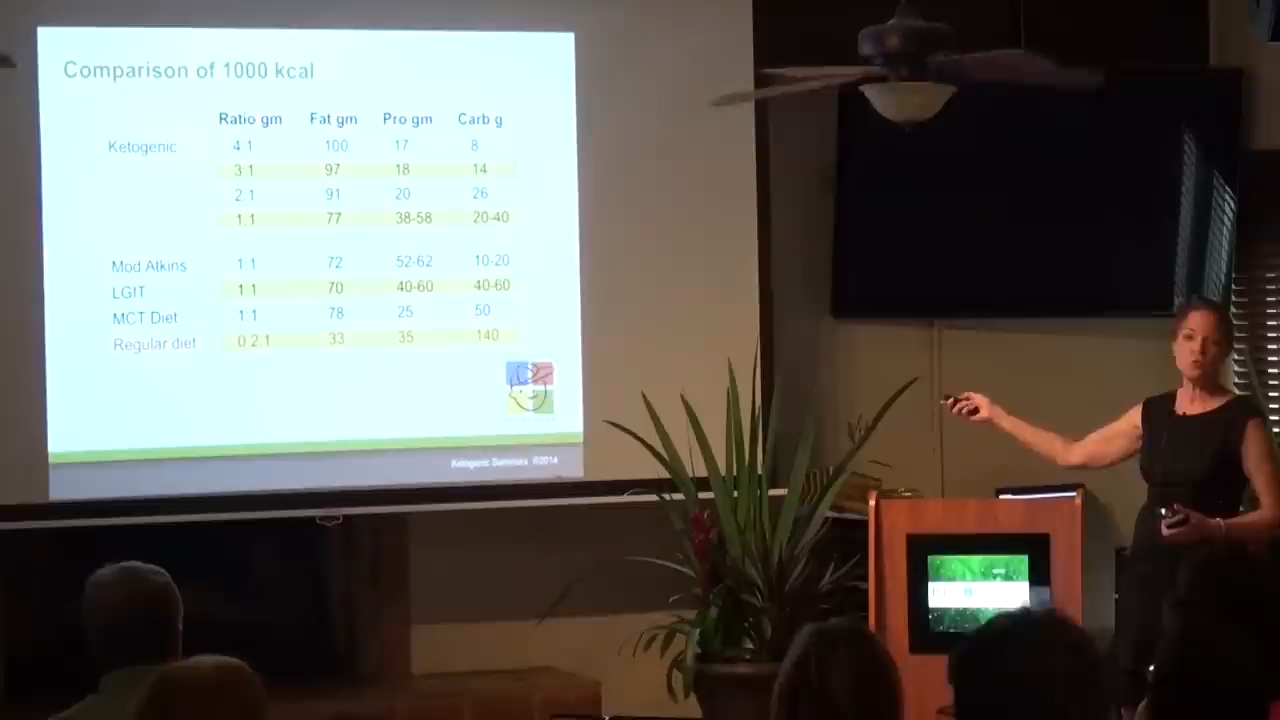 Comparison of 1000 kcal
Ratio gm Fat gm Pro gm Carb g
Ketogenic 4:1 100 17 8
3:1 97 18 14
2:1 91 20 26
1:1 77 38-58 20-40
Mod Atkins 1:1 72 52-62 10-20
LGIT 1:1 70 40-60 40-60
MCT Diet 1:1 78 25 50
Regular diet 0.2:1 33 35 140
Ketogenic Seminars ©2014